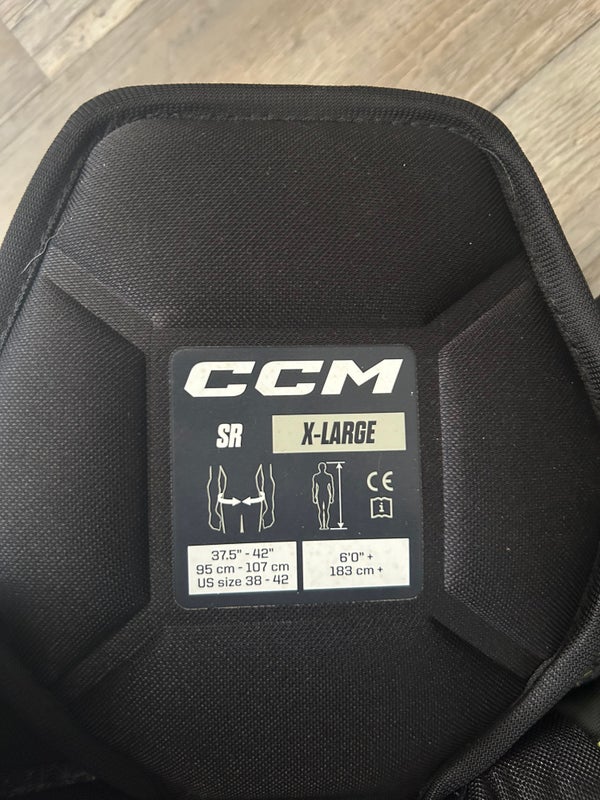 CCM
SR X-LARGE
CE
i
37.5" - 42"
95 cm - 107 cm
US size 38 - 42
6'0" +
183 cm +